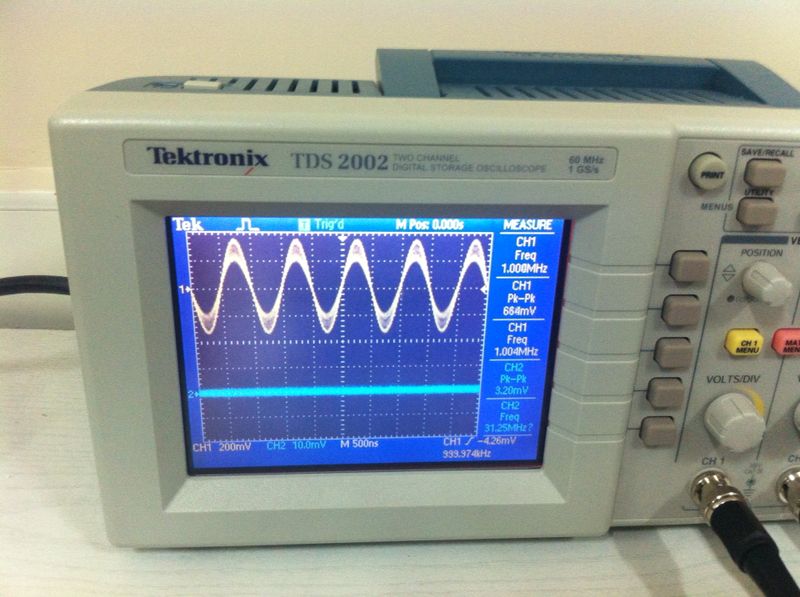 Tektronix TDS 2002 TWO CHANNEL DIGITAL STORAGE OSCILLOSCOPE 60 MHz 1 GS/s
PRINT
SAVE/RECALL
UTILITY
MENUS
Tek Trig'd M Pos: 0.000s MEASURE
CH1
Freq
1.000MHz
CH1
Pk-Pk
664mV
CH1
Freq
1.004MHz
CH2
Pk-Pk
3.20mV
CH2
Freq
31.25MHz?
1
2
CH1 200mV CH2 10.0mV M 500ns CH1 -4.26mV
999.974kHz
POSITION
CH 1
MENU
VOLTS/DIV
CH 1